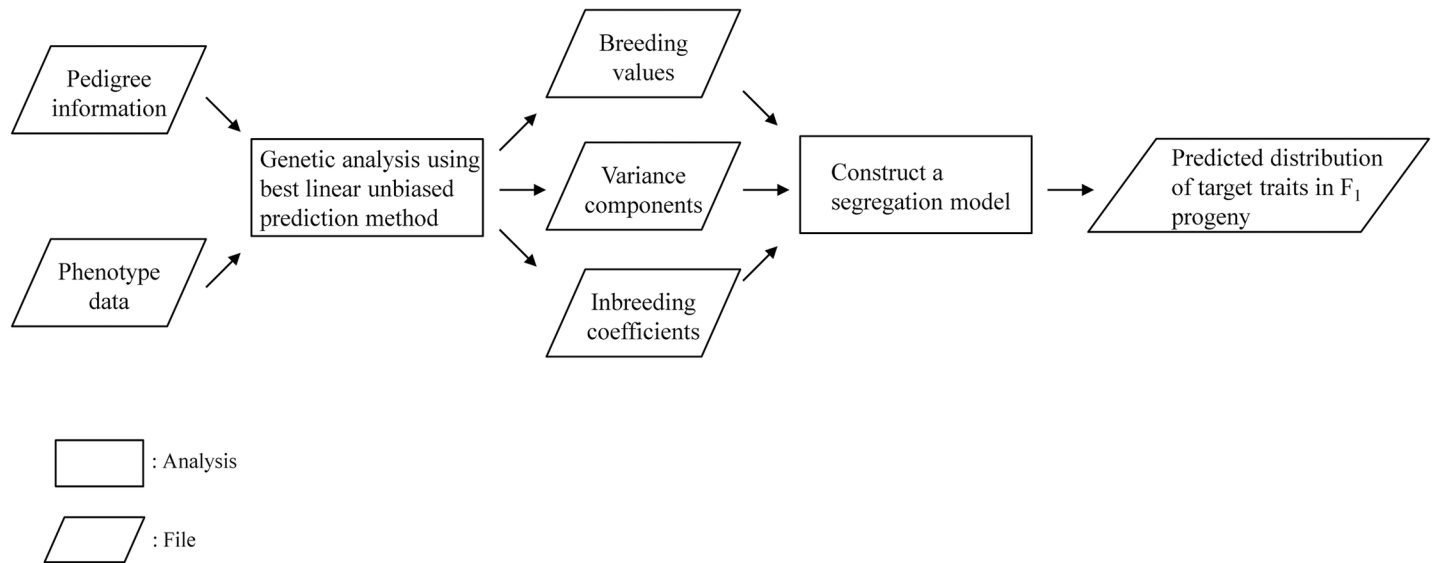 Pedigree
information
Phenotype
data
Genetic analysis using
best linear unbiased
prediction method
Breeding
values
Variance
components
Inbreeding
coefficients
Construct a
segregation model
Predicted distribution
of target traits in F₁
progeny
: Analysis
: File